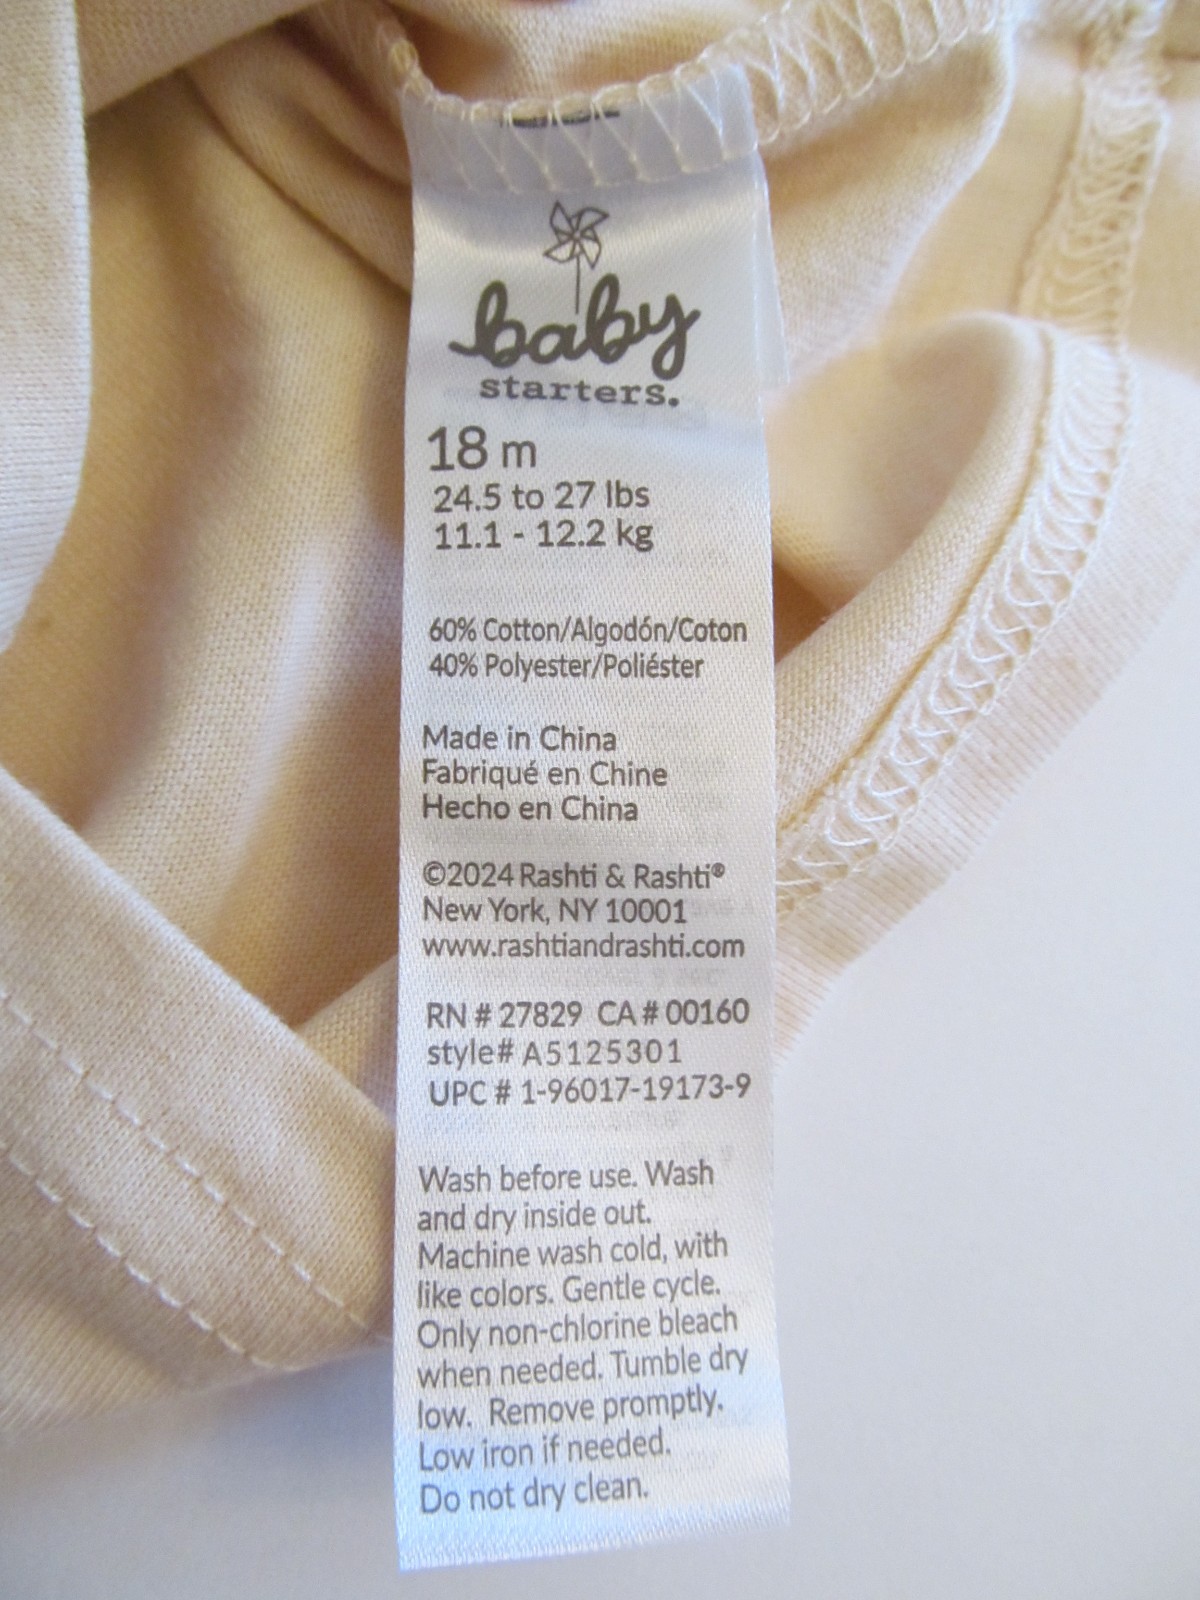 baby
starters.
18 m
24.5 to 27 lbs
11.1 - 12.2 kg
60% Cotton/Algodón/Coton
40% Polyester/Poliéster
Made in China
Fabriqué en Chine
Hecho en China
©2024 Rashti & Rashti®
New York, NY 10001
www.rashtiandrashti.com
RN # 27829 CA # 00160
style# A5125301
UPC # 1-96017-19173-9
Wash before use. Wash
and dry inside out.
Machine wash cold, with
like colors. Gentle cycle.
Only non-chlorine bleach
when needed. Tumble dry
low. Remove promptly.
Low iron if needed.
Do not dry clean.